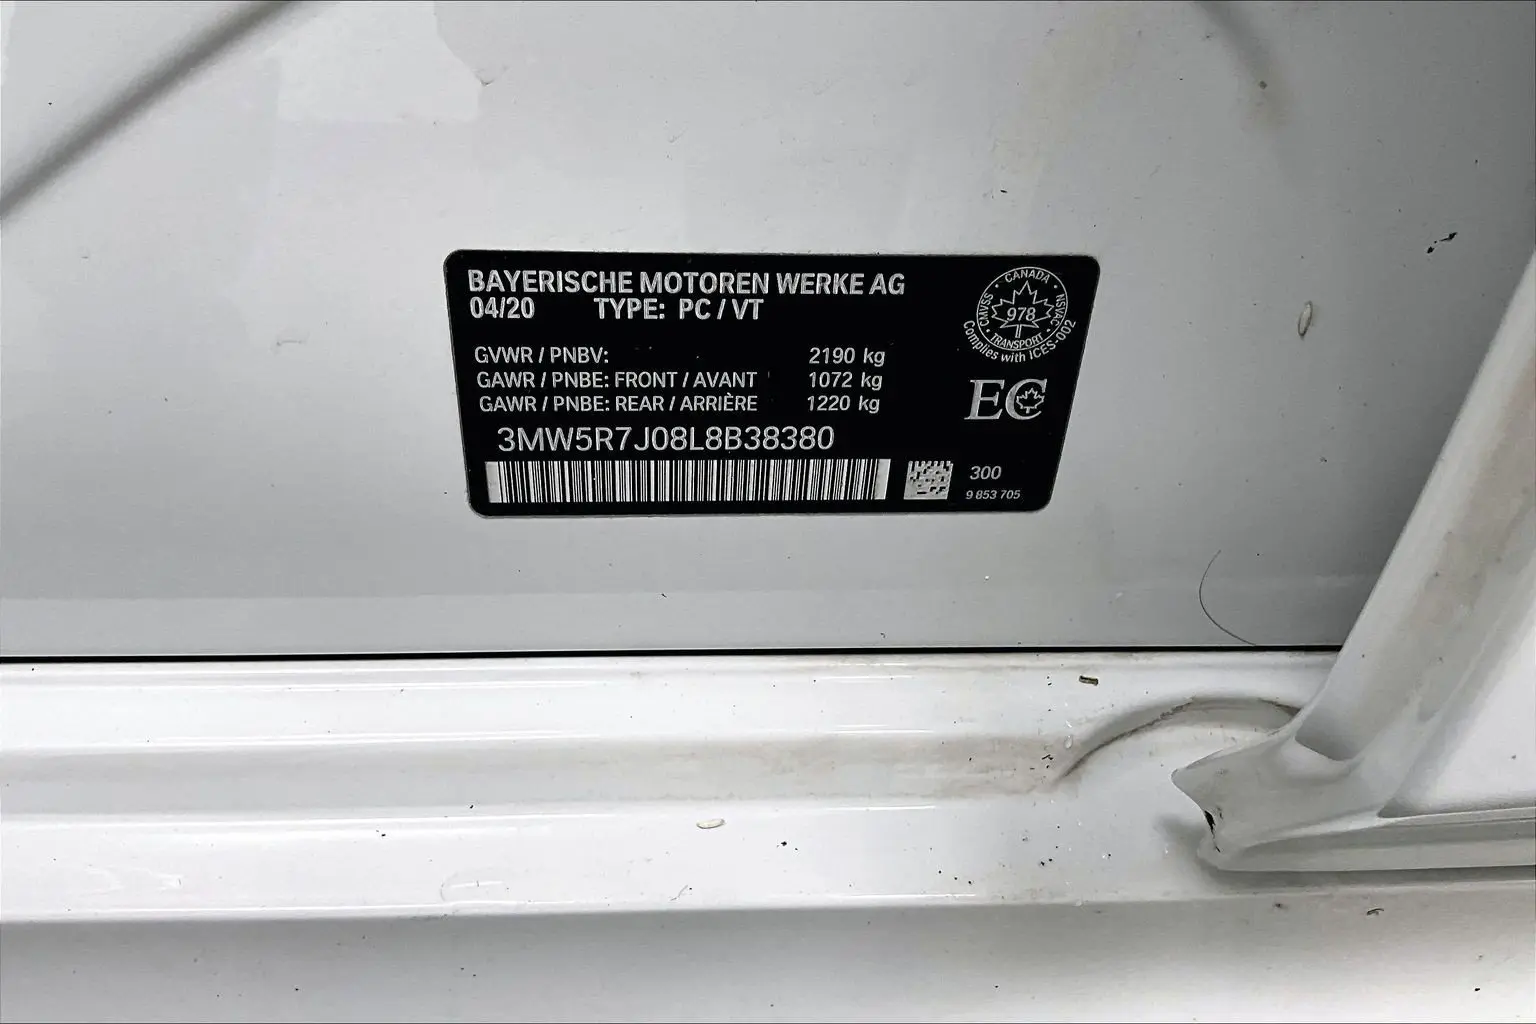 BAYERISCHE MOTOREN WERKE AG
04/20 TYPE: PC / VT
GVWR / PNBV: 2190 kg
GAWR / PNBE: FRONT / AVANT 1072 kg
GAWR / PNBE: REAR / ARRIÈRE 1220 kg
3MW5R7J08L8B38380
CANADA
CMVSS
NSVAC
978
TRANSPORT
Complies with ICES-002
EC
300
9 853 705